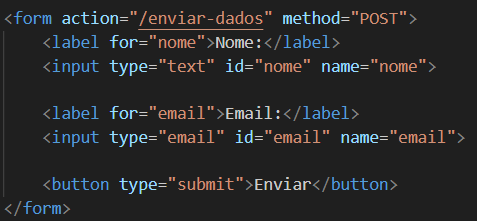 <form action="/enviar-dados" method="POST">
<label for="nome">Nome:</label>
<input type="text" id="nome" name="nome">
<label for="email">Email:</label>
<input type="email" id="email" name="email">
<button type="submit">Enviar</button>
</form>